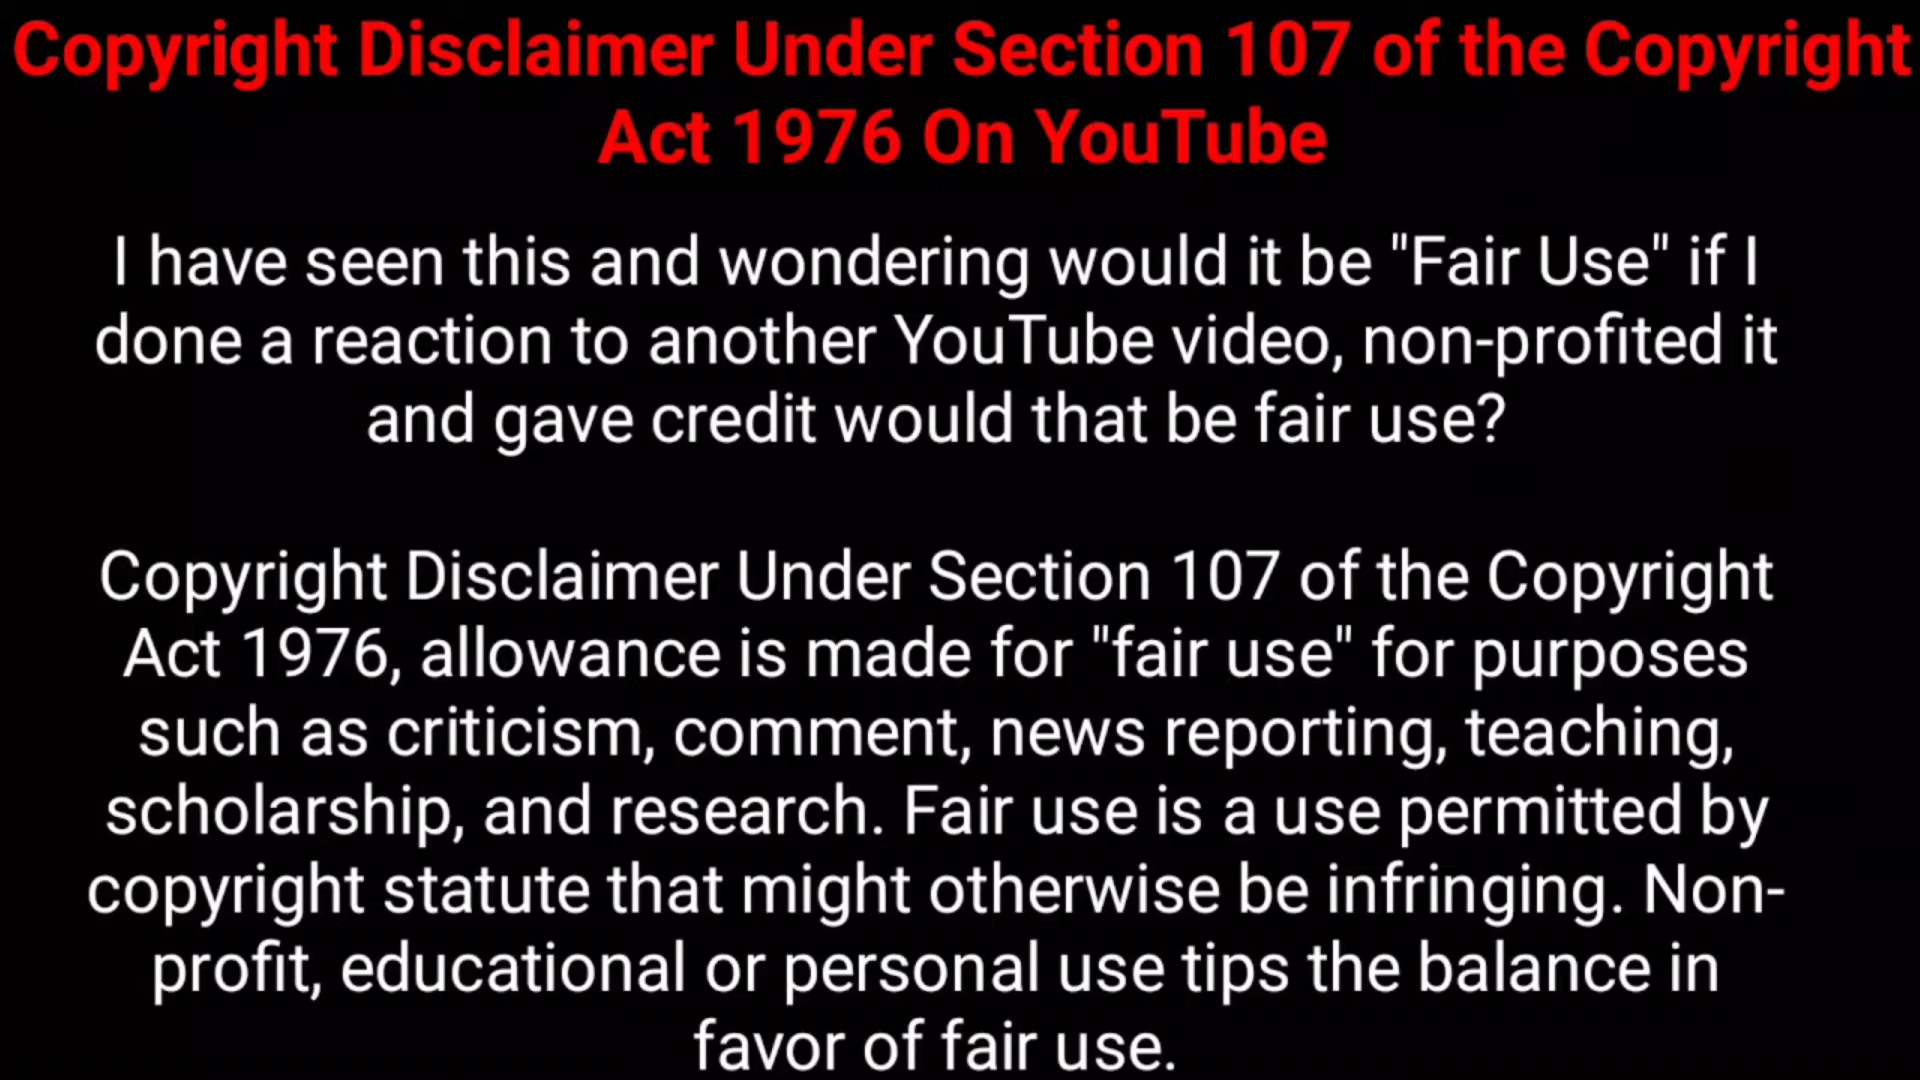 Copyright Disclaimer Under Section 107 of the Copyright
Act 1976 On YouTube
I have seen this and wondering would it be "Fair Use" if I
done a reaction to another YouTube video, non-profited it
and gave credit would that be fair use?
Copyright Disclaimer Under Section 107 of the Copyright
Act 1976, allowance is made for "fair use" for purposes
such as criticism, comment, news reporting, teaching,
scholarship, and research. Fair use is a use permitted by
copyright statute that might otherwise be infringing. Non-
profit, educational or personal use tips the balance in
favor of fair use.